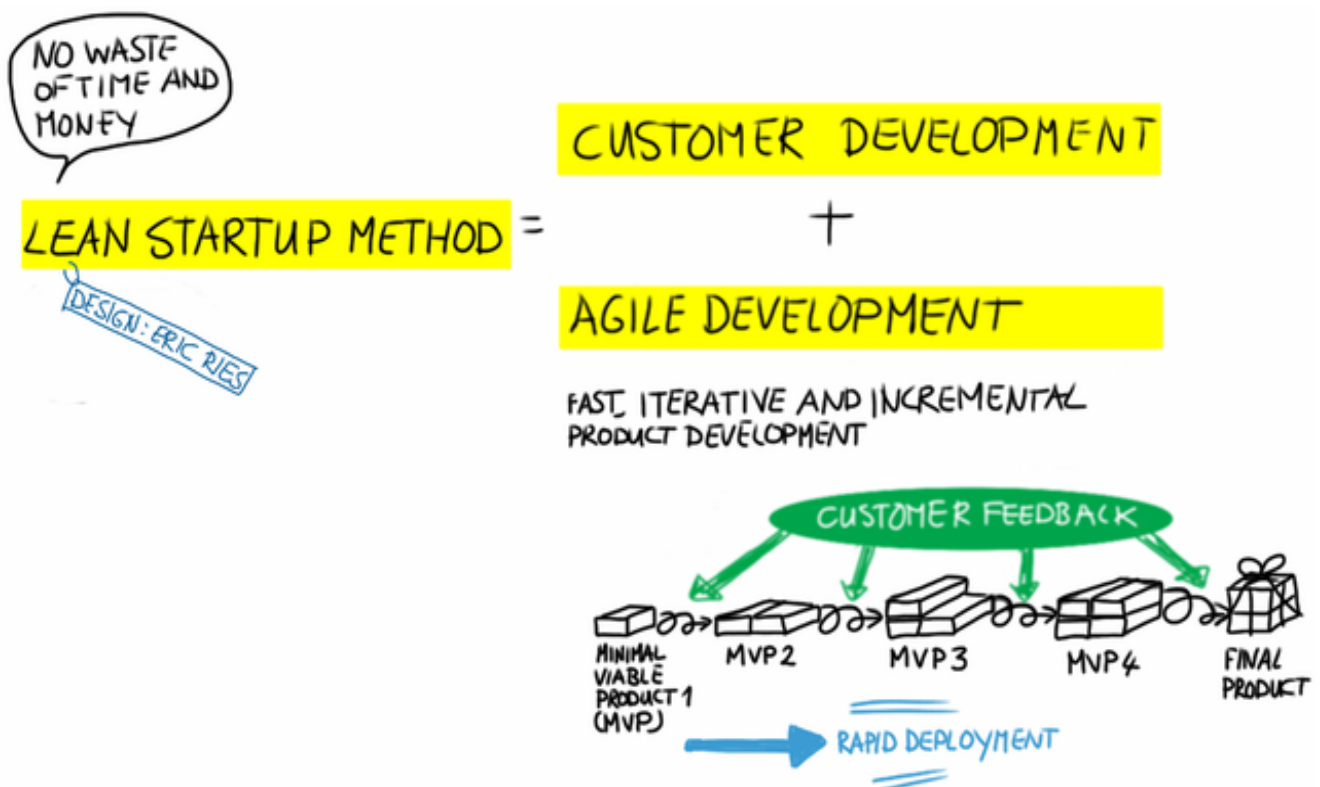 NO WASTE
OF TIME AND
MONEY
LEAN STARTUP METHOD =
DESIGN: ERIC RIES
CUSTOMER DEVELOPMENT
+
AGILE DEVELOPMENT
FAST, ITERATIVE AND INCREMENTAL
PRODUCT DEVELOPMENT
CUSTOMER FEEDBACK
MINIMAL
VIABLE
PRODUCT 1
(MVP)
MVP2
MVP3
MVP4
FINAL
PRODUCT
RAPID DEPLOYMENT